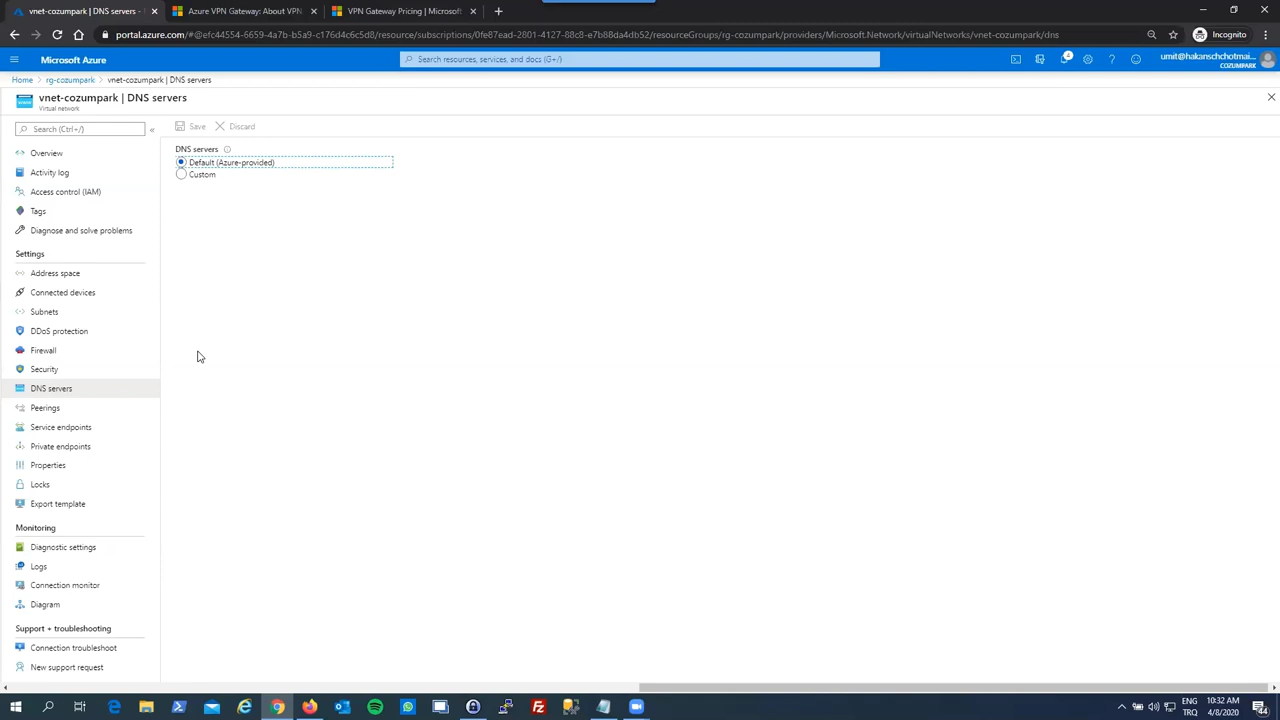 vnet-cozumpark | DNS servers -
Azure VPN Gateway: About VPN
VPN Gateway Pricing | Microsoft
portal.azure.com/#@efc44554-6659-4a7b-b5a9-c176d4c6c5d8/resource/subscriptions/0fe87ead-2801-4127-88c8-e7b88da4db52/resourceGroups/rg-cozumpark/providers/Microsoft.Network/virtualNetworks/vnet-cozumpark/dns
Incognito
Microsoft Azure
Search resources, services, and docs (G+/)
4
umit@hakanschchotmai...
COZUMPARK
Home > rg-cozumpark > vnet-cozumpark | DNS servers
vnet-cozumpark | DNS servers
Virtual network
Search (Ctrl+/)
Save
Discard
DNS servers
Default (Azure-provided)
Custom
Overview
Activity log
Access control (IAM)
Tags
Diagnose and solve problems
Settings
Address space
Connected devices
Subnets
DDoS protection
Firewall
Security
DNS servers
Peerings
Service endpoints
Private endpoints
Properties
Locks
Export template
Monitoring
Diagnostic settings
Logs
Connection monitor
Diagram
Support + troubleshooting
Connection troubleshoot
New support request
ENG
TRQ
10:32 AM
4/8/2020